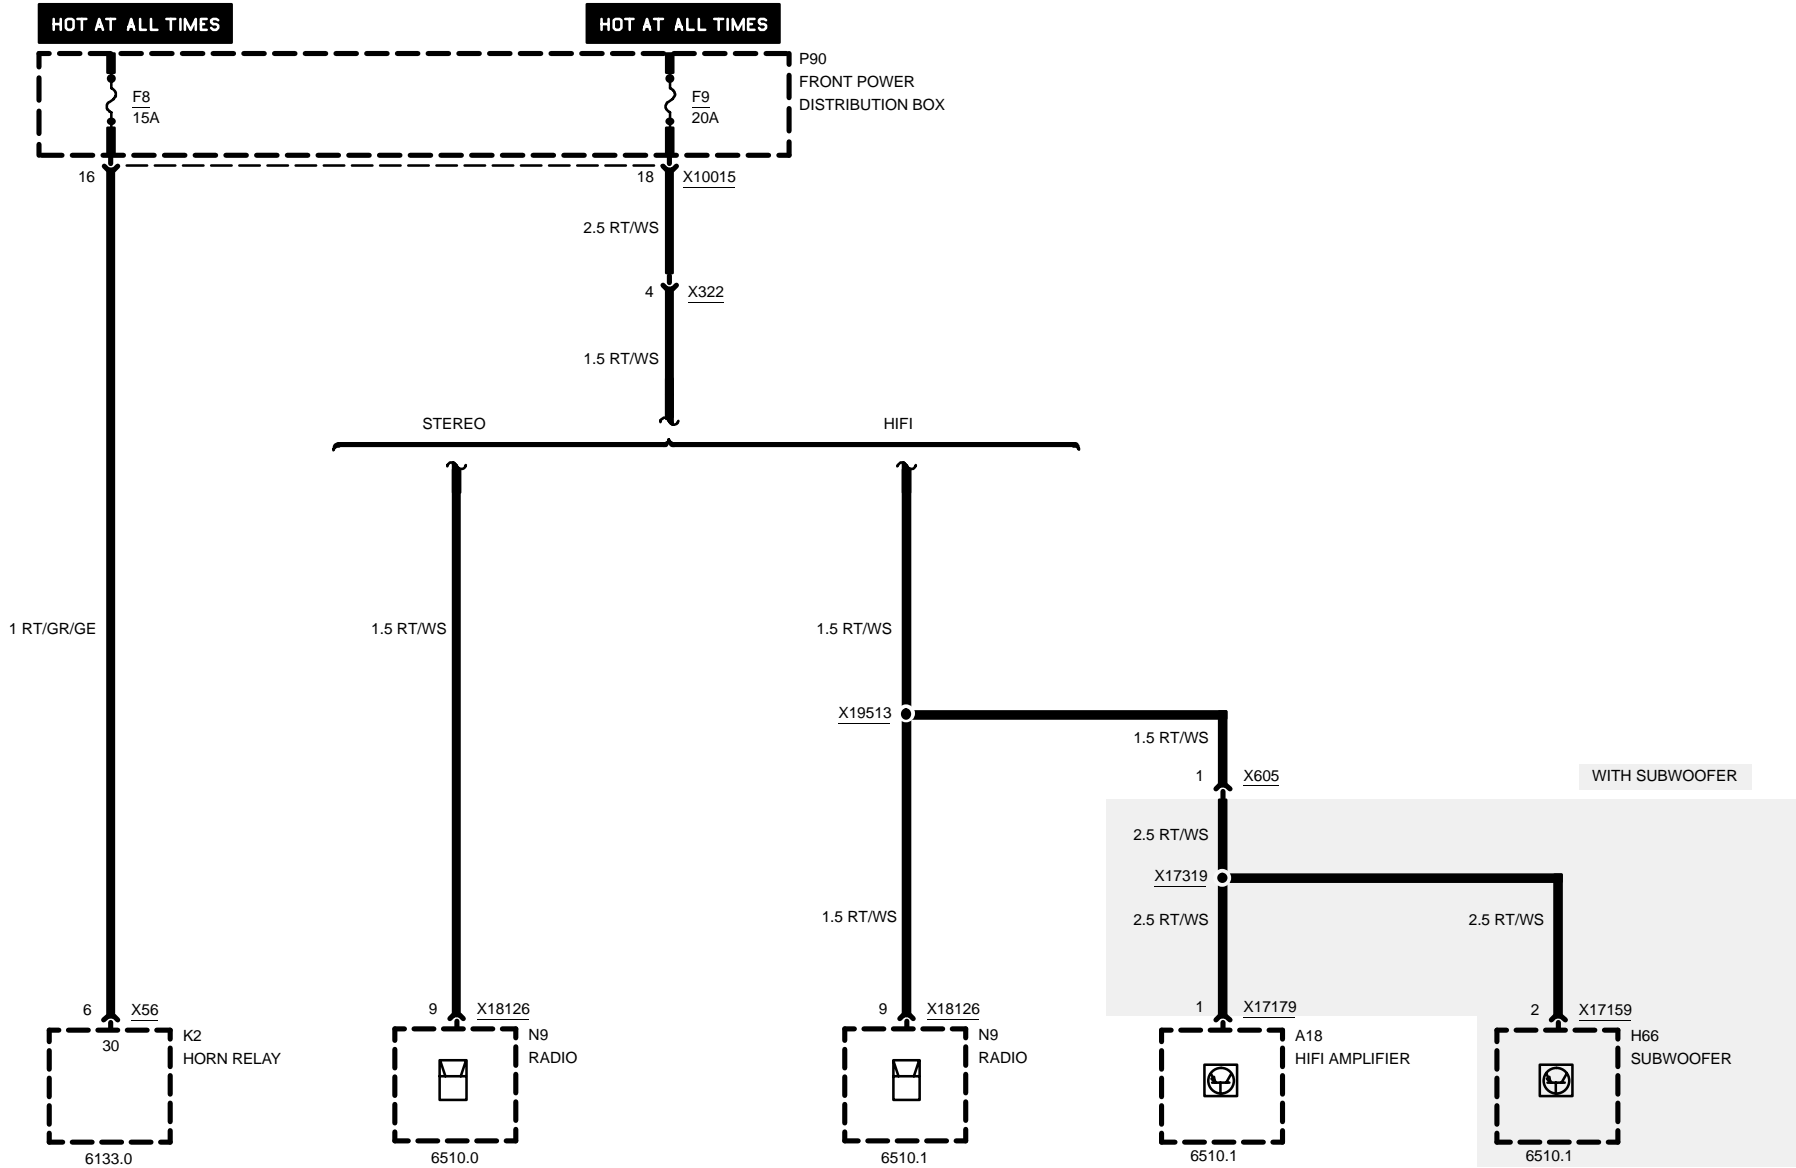 HOT AT ALL TIMES
HOT AT ALL TIMES
P90
FRONT POWER
DISTRIBUTION BOX
F8
15A
F9
20A
16
18 X10015
2.5 RT/WS
4 X322
1.5 RT/WS
STEREO
HIFI
1 RT/GR/GE
1.5 RT/WS
1.5 RT/WS
X19513
1.5 RT/WS
1 X605
WITH SUBWOOFER
2.5 RT/WS
X17319
1.5 RT/WS
2.5 RT/WS
2.5 RT/WS
6 X56
9 X18126
9 X18126
1 X17179
2 X17159
30
K2
HORN RELAY
N9
RADIO
N9
RADIO
A18
HIFI AMPLIFIER
H66
SUBWOOFER
6133.0
6510.0
6510.1
6510.1
6510.1